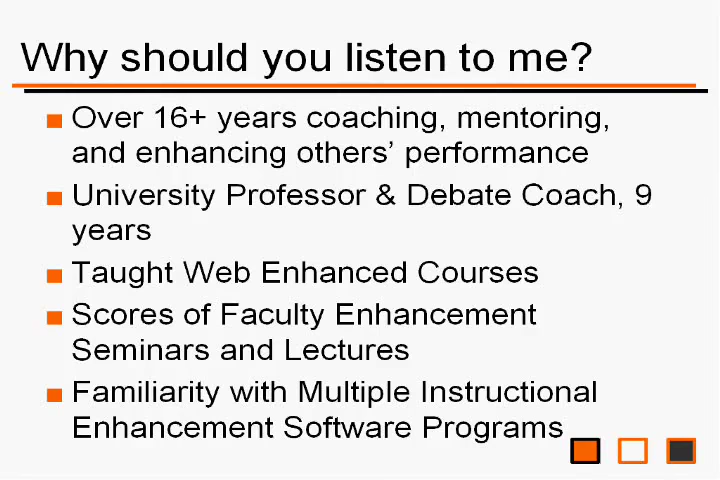 Why should you listen to me?
Over 16+ years coaching, mentoring,
and enhancing others’ performance
University Professor & Debate Coach, 9
years
Taught Web Enhanced Courses
Scores of Faculty Enhancement
Seminars and Lectures
Familiarity with Multiple Instructional
Enhancement Software Programs